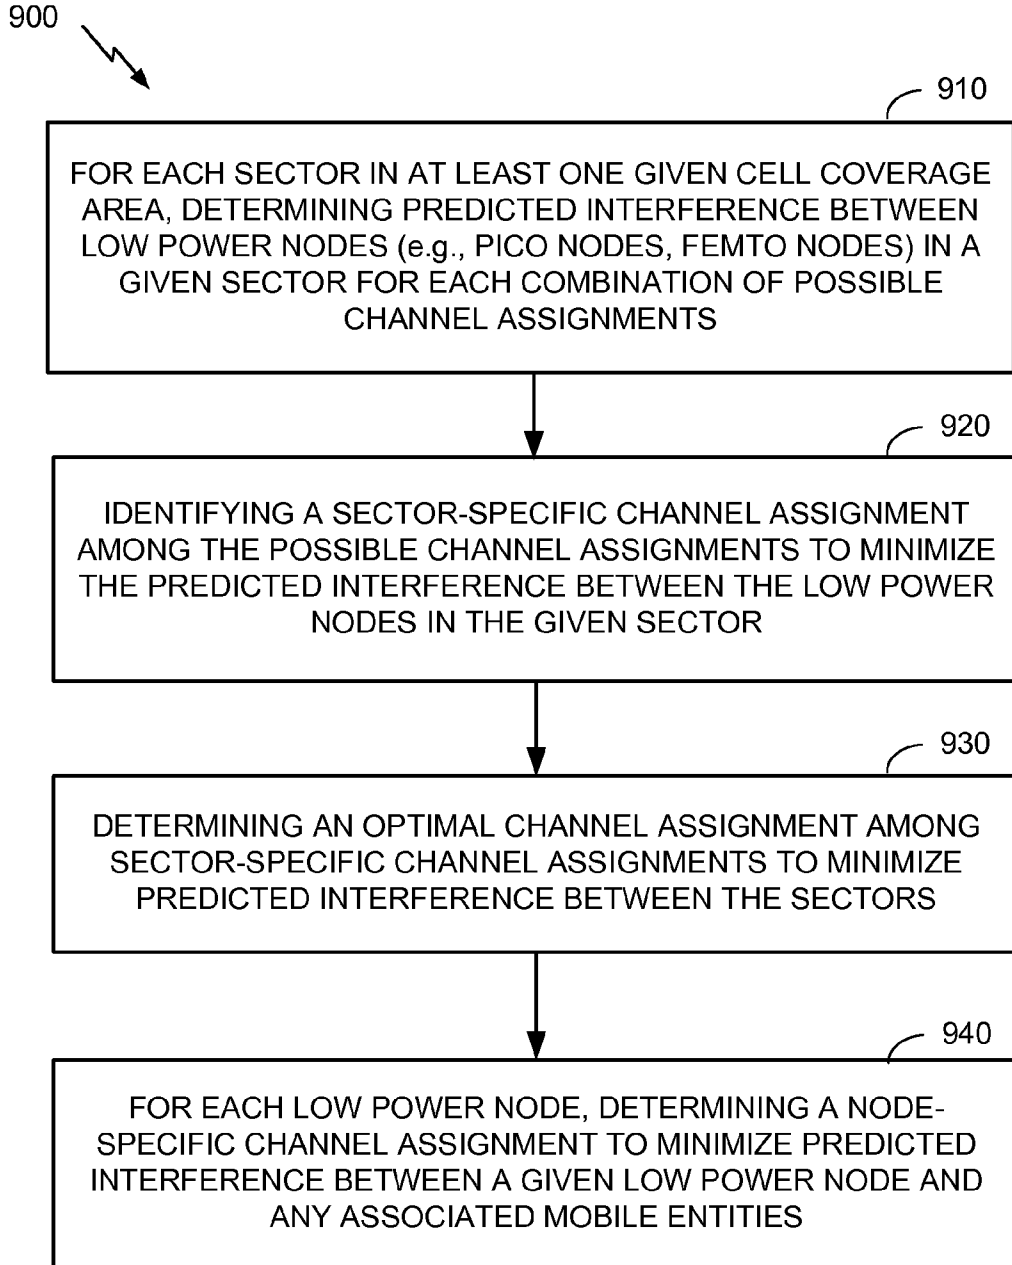 900
910
FOR EACH SECTOR IN AT LEAST ONE GIVEN CELL COVERAGE
AREA, DETERMINING PREDICTED INTERFERENCE BETWEEN
LOW POWER NODES (e.g., PICO NODES, FEMTO NODES) IN A
GIVEN SECTOR FOR EACH COMBINATION OF POSSIBLE
CHANNEL ASSIGNMENTS
920
IDENTIFYING A SECTOR-SPECIFIC CHANNEL ASSIGNMENT
AMONG THE POSSIBLE CHANNEL ASSIGNMENTS TO MINIMIZE
THE PREDICTED INTERFERENCE BETWEEN THE LOW POWER
NODES IN THE GIVEN SECTOR
930
DETERMINING AN OPTIMAL CHANNEL ASSIGNMENT AMONG
SECTOR-SPECIFIC CHANNEL ASSIGNMENTS TO MINIMIZE
PREDICTED INTERFERENCE BETWEEN THE SECTORS
940
FOR EACH LOW POWER NODE, DETERMINING A NODE-
SPECIFIC CHANNEL ASSIGNMENT TO MINIMIZE PREDICTED
INTERFERENCE BETWEEN A GIVEN LOW POWER NODE AND
ANY ASSOCIATED MOBILE ENTITIES